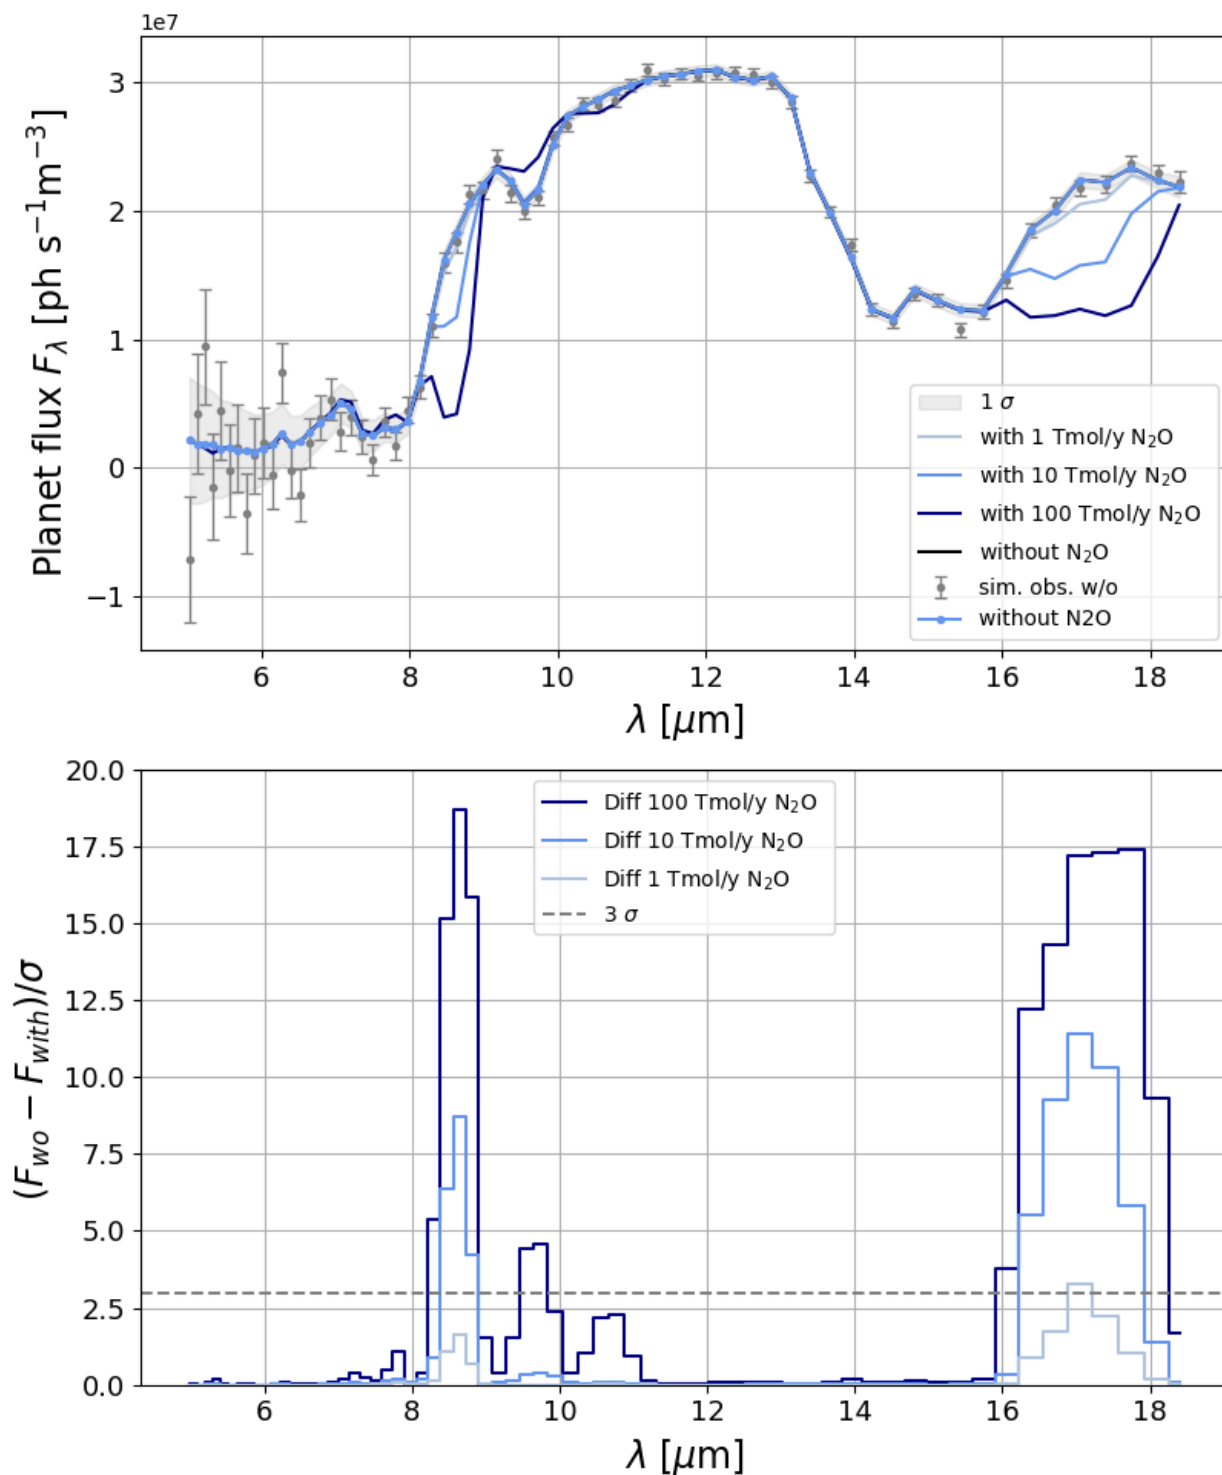 1e7
Planet flux Fλ [ph s⁻¹m⁻³]
3
2
1
0
−1
6 8 10 12 14 16 18
λ [μm]
1 σ
with 1 Tmol/y N₂O
with 10 Tmol/y N₂O
with 100 Tmol/y N₂O
without N₂O
sim. obs. w/o
without N2O
(Fwo − Fwith)/σ
20.0
17.5
15.0
12.5
10.0
7.5
5.0
2.5
0.0
Diff 100 Tmol/y N₂O
Diff 10 Tmol/y N₂O
Diff 1 Tmol/y N₂O
3 σ
6 8 10 12 14 16 18
λ [μm]